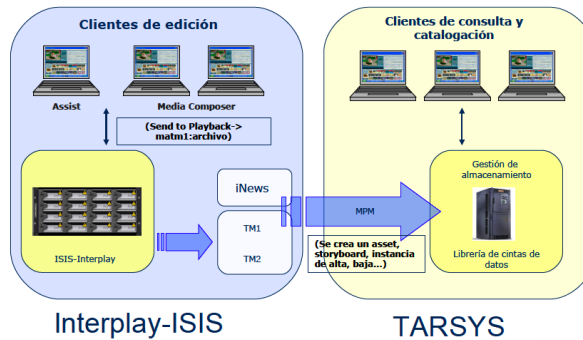 Clientes de edición
Assist
Media Composer
(Send to Playback->
matm1:archivo)
ISIS-Interplay
iNews
TM1
TM2
Interplay-ISIS
Clientes de consulta y
catalogación
MPM
(Se crea un asset,
storyboard, instancia
de alta, baja...)
Gestión de
almacenamiento
Librería de cintas de
datos
TARSYS